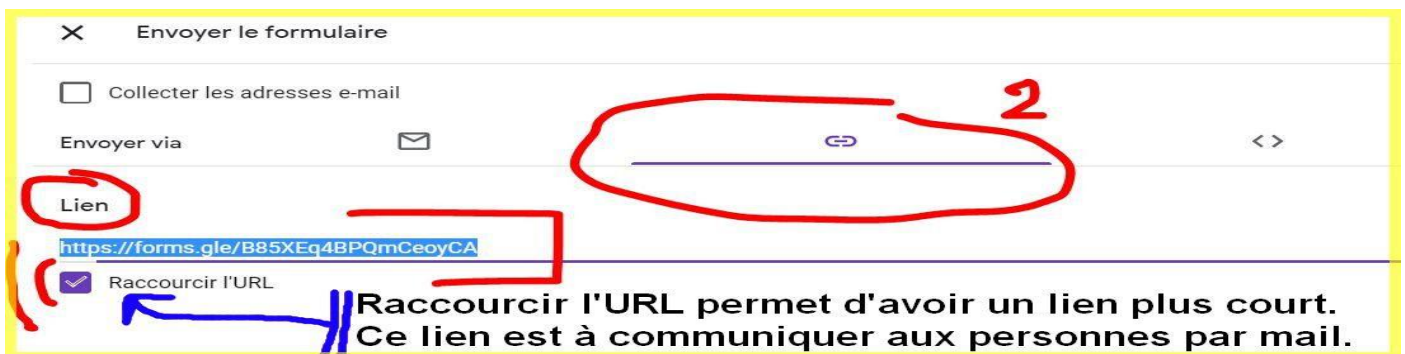 Envoyer le formulaire
Collecter les adresses e-mail
2
Envoyer via
< >
Lien
https://forms.gle/B85XEq4BPQmCeoyCA
Raccourcir l'URL
Raccourcir l'URL permet d'avoir un lien plus court.
Ce lien est à communiquer aux personnes par mail.